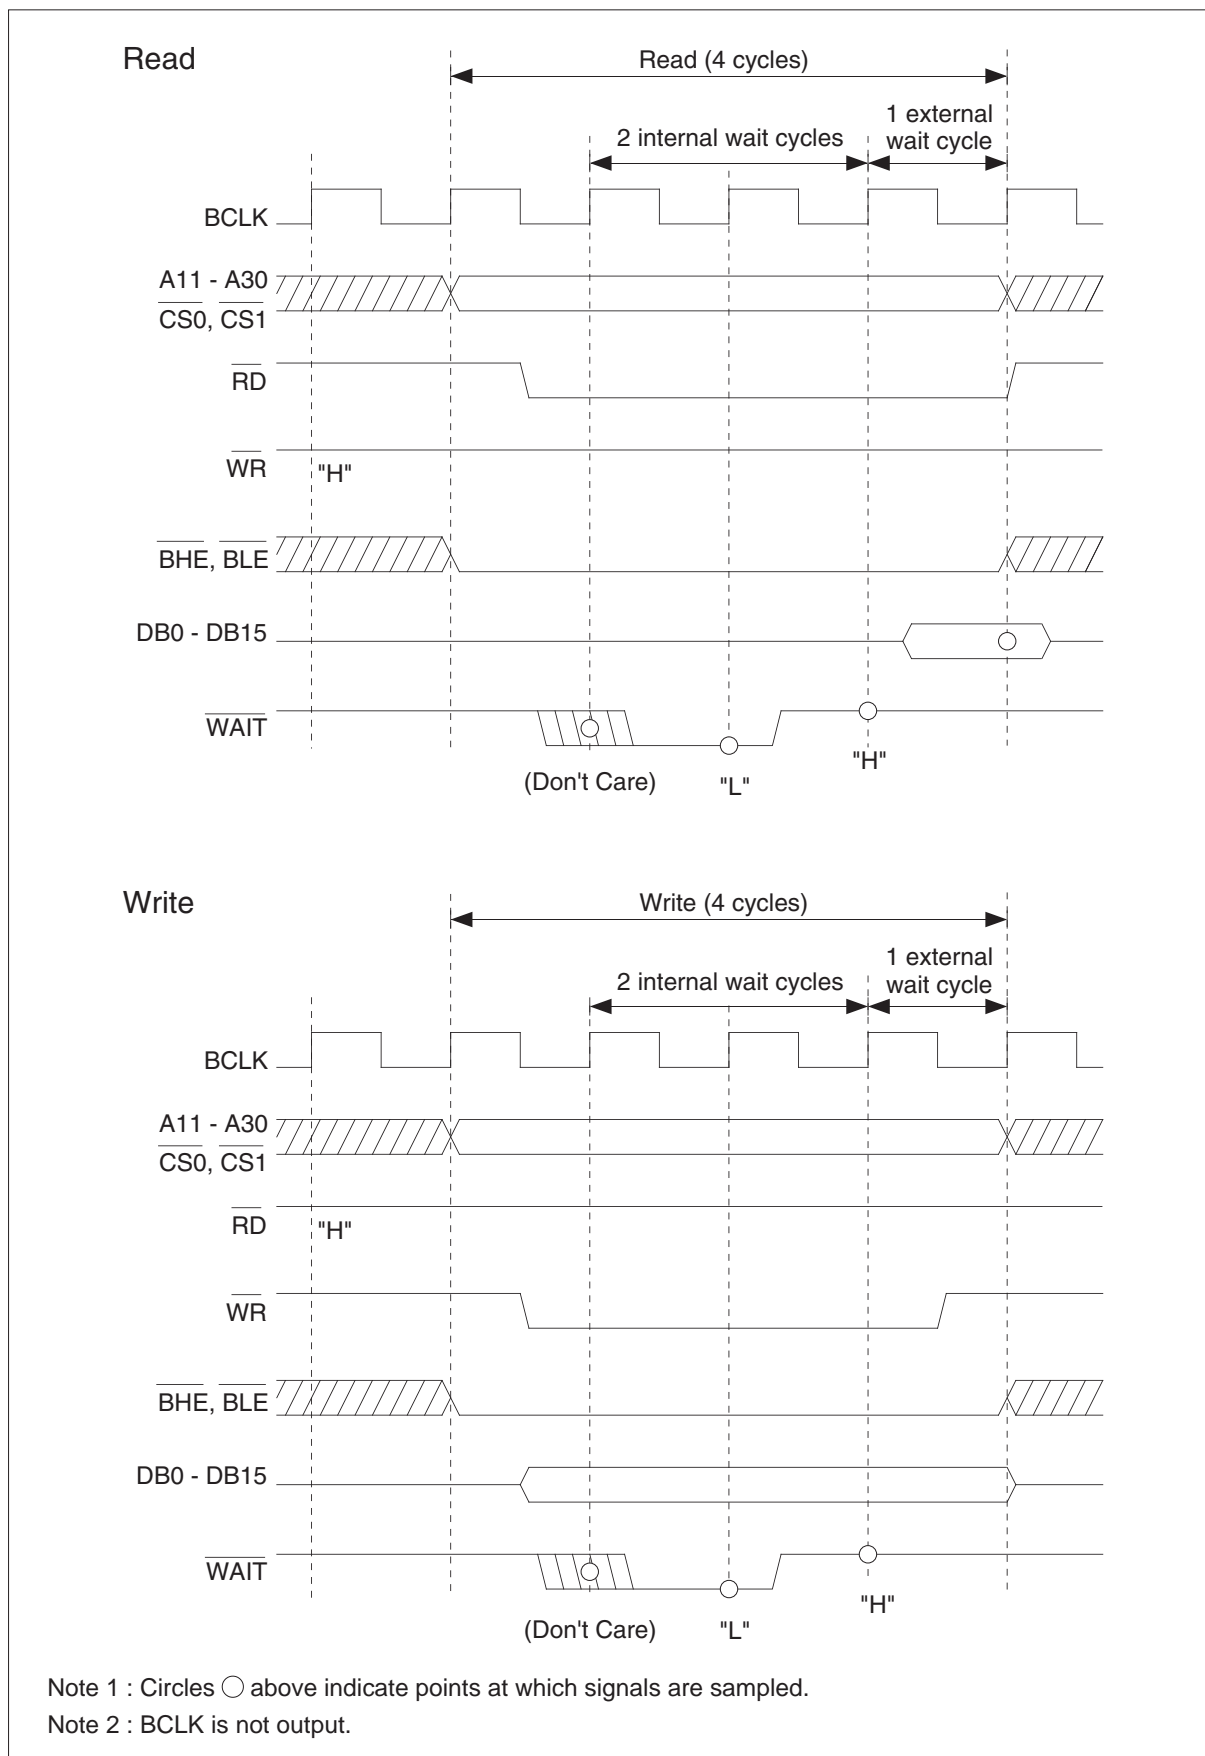 Read
Read (4 cycles)
1 external
wait cycle
2 internal wait cycles
BCLK
A11 - A30
CS0, CS1
RD
WR
"H"
BHE, BLE
DB0 - DB15
WAIT
(Don't Care)
"L"
"H"
Write
Write (4 cycles)
1 external
wait cycle
2 internal wait cycles
BCLK
A11 - A30
CS0, CS1
RD
"H"
WR
BHE, BLE
DB0 - DB15
WAIT
(Don't Care)
"L"
"H"
Note 1 : Circles ○ above indicate points at which signals are sampled.
Note 2 : BCLK is not output.